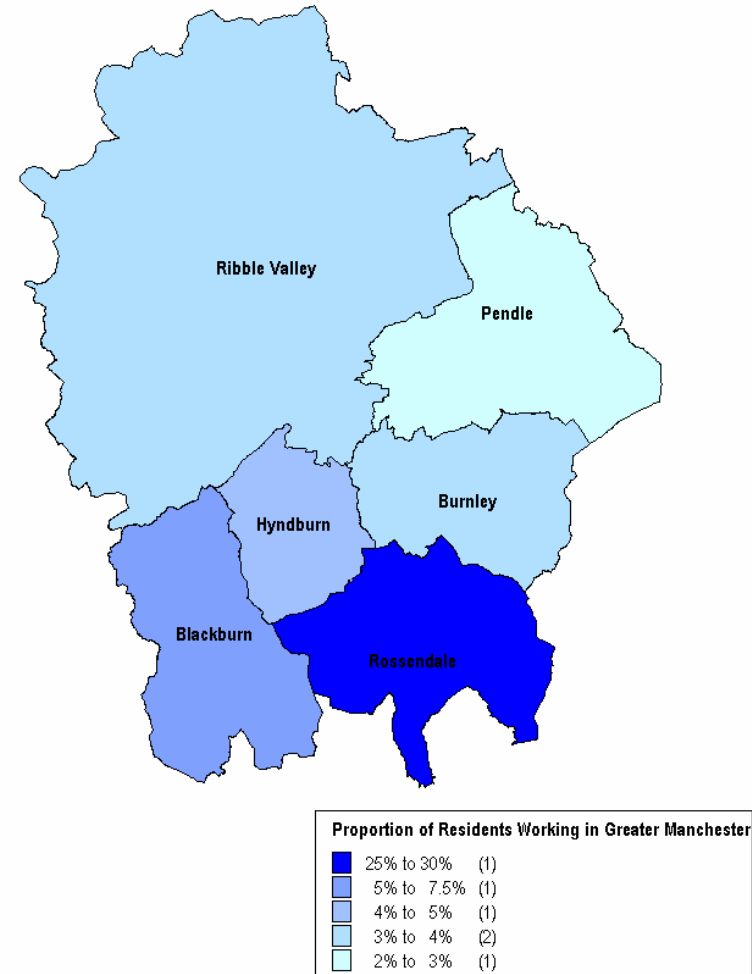 Ribble Valley
Pendle
Burnley
Hyndburn
Blackburn
Rossendale
Proportion of Residents Working in Greater Manchester
25% to 30% (1)
5% to 7.5% (1)
4% to 5% (1)
3% to 4% (2)
2% to 3% (1)